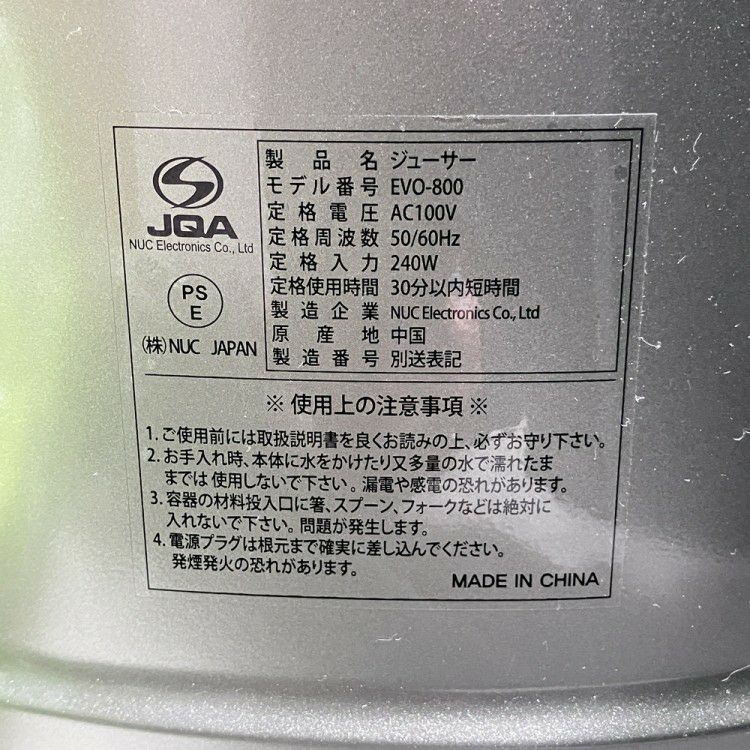 JQA
NUC Electronics Co., Ltd
PS
E
(株)NUC JAPAN
製品名 ジューサー
モデル番号 EVO-800
定格電圧 AC100V
定格周波数 50/60Hz
定格入力 240W
定格使用時間 30分以内短時間
製造企業 NUC Electronics Co., Ltd
原産地 中国
製造番号 別送表記
※ 使用上の注意事項 ※
1. ご使用前には取扱説明書を良くお読みの上、必ずお守り下さい。
2. お手入れ時、本体に水をかけたり又多量の水で濡れたま
までは 使用しないで下さい。漏電や感電の恐れがあります。
3. 容器の材料投入口に箸、スプーン、フォークなどは絶対に
入れないで下さい。問題が発生します。
4. 電源プラグは根元まで確実に差し込んでください。
発煙発火の恐れがあります。
MADE IN CHINA